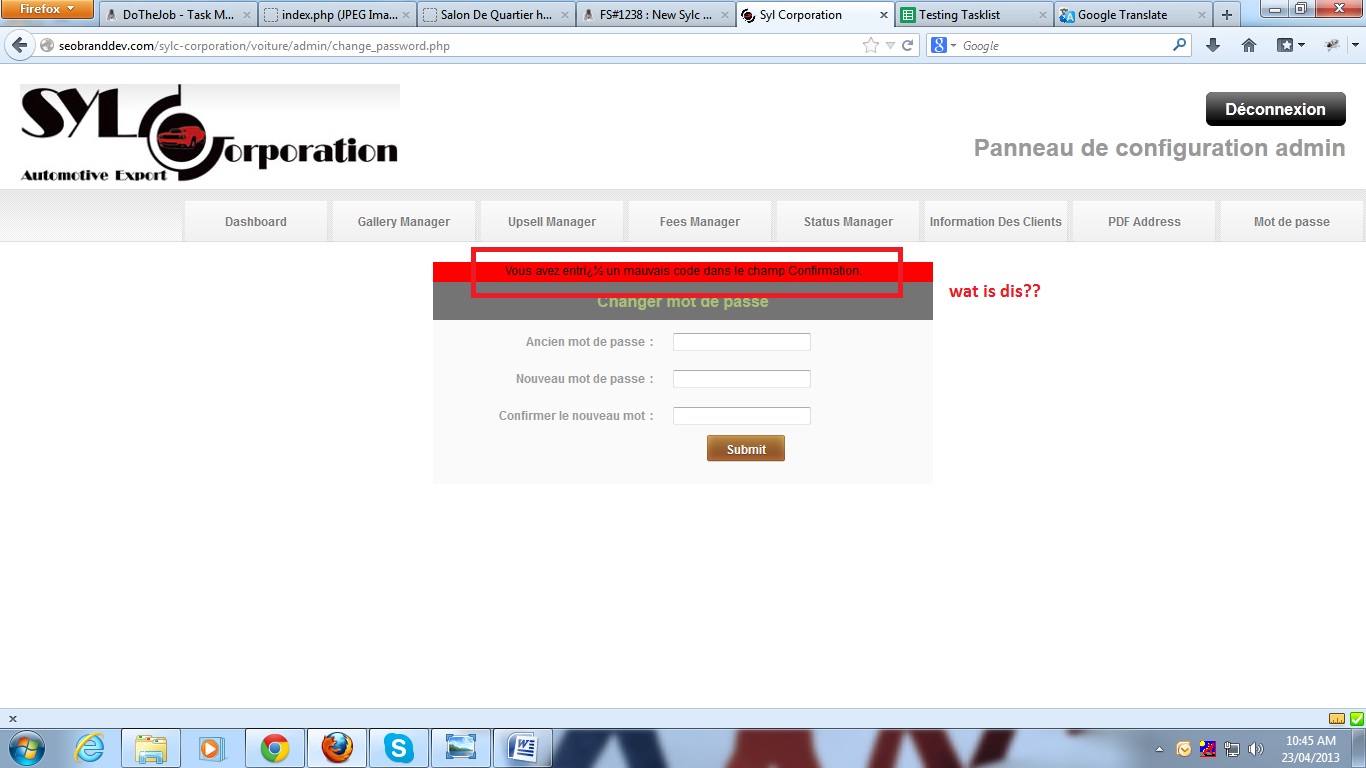 Firefox
DoTheJob - Task M...
index.php (JPEG Ima...
Salon De Quartier h...
FS#1238 : New Sylc ...
Syl Corporation
Testing Tasklist
Google Translate
seobranddev.com/sylc-corporation/voiture/admin/change_password.php
Google
SYL Corporation
Automotive Export
Déconnexion
Panneau de configuration admin
Dashboard
Gallery Manager
Upsell Manager
Fees Manager
Status Manager
Information Des Clients
PDF Address
Mot de passe
Vous avez entrï¿½ un mauvais code dans le champ Confirmation.
wat is dis??
Changer mot de passe
Ancien mot de passe :
Nouveau mot de passe :
Confirmer le nouveau mot :
Submit
10:45 AM
23/04/2013